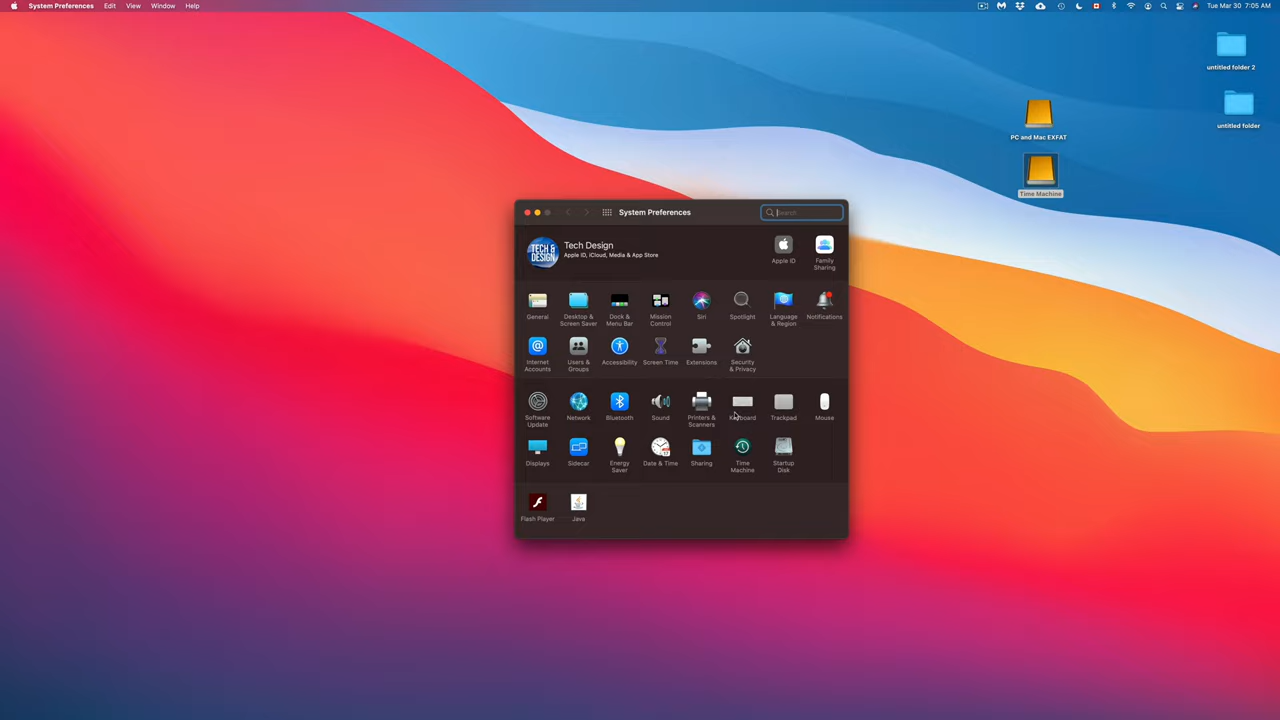 System Preferences Edit View Window Help
Tue Mar 30 7:05 AM
untitled folder 2
untitled folder
PC and Mac EXFAT
Time Machine
System Preferences
Search
TECH &
DESIGN
Tech Design
Apple ID, iCloud, Media & App Store
Apple ID
Family
Sharing
General
Desktop &
Screen Saver
Dock &
Menu Bar
Mission
Control
Siri
Spotlight
Language
& Region
Notifications
Internet
Accounts
Users &
Groups
Accessibility
Screen Time
Extensions
Security
& Privacy
Software
Update
Network
Bluetooth
Sound
Printers &
Scanners
Keyboard
Trackpad
Mouse
Displays
Sidecar
Energy
Saver
Date & Time
Sharing
Time
Machine
Startup
Disk
Flash Player
Java